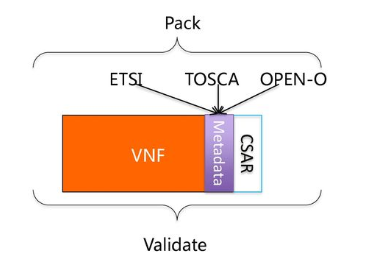 Pack
ETSI TOSCA OPEN-O
VNF
Metadata
CSAR
Validate